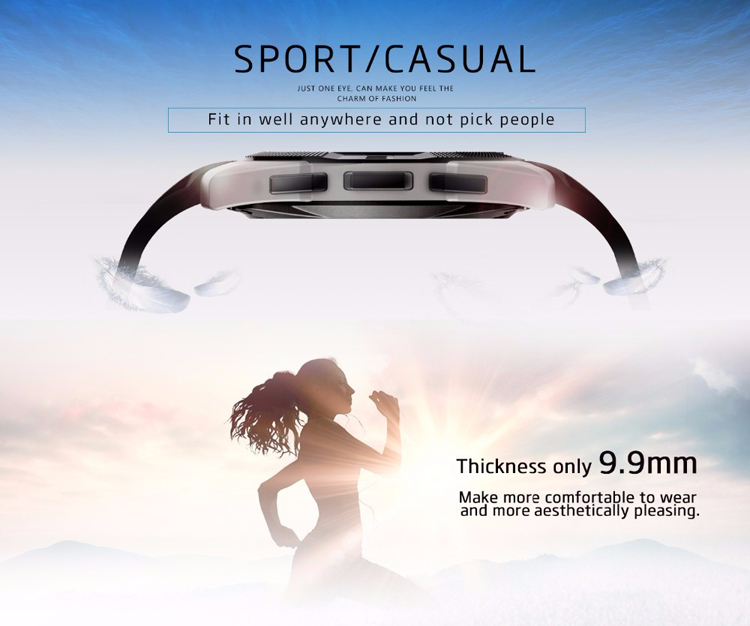 SPORT/CASUAL
JUST ONE EYE, CAN MAKE YOU FEEL THE
CHARM OF FASHION
Fit in well anywhere and not pick people
Thickness only 9.9mm
Make more comfortable to wear
and more aesthetically pleasing.